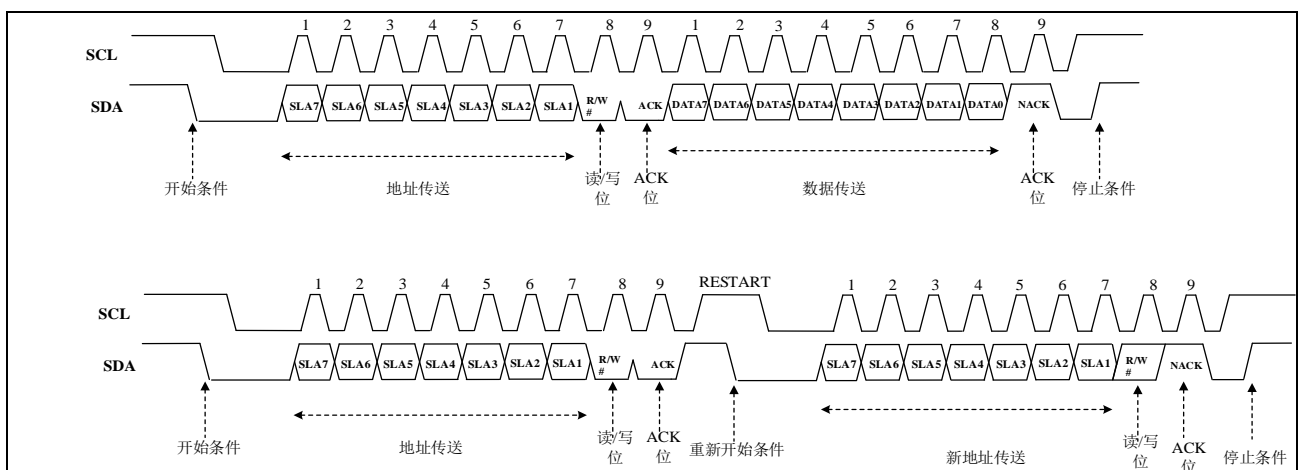 1 2 3 4 5 6 7 8 9 1 2 3 4 5 6 7 8 9
SCL
SDA
SLA7 SLA6 SLA5 SLA4 SLA3 SLA2 SLA1 R/W# ACK DATA7 DATA6 DATA5 DATA4 DATA3 DATA2 DATA1 DATA0 NACK
开始条件 地址传送 读/写位 ACK位 数据传送 ACK位 停止条件
1 2 3 4 5 6 7 8 9 RESTART 1 2 3 4 5 6 7 8 9
SCL
SDA
SLA7 SLA6 SLA5 SLA4 SLA3 SLA2 SLA1 R/W# ACK SLA7 SLA6 SLA5 SLA4 SLA3 SLA2 SLA1 R/W# NACK
开始条件 地址传送 读/写位 ACK位 重新开始条件 新地址传送 读/写位 ACK位 停止条件